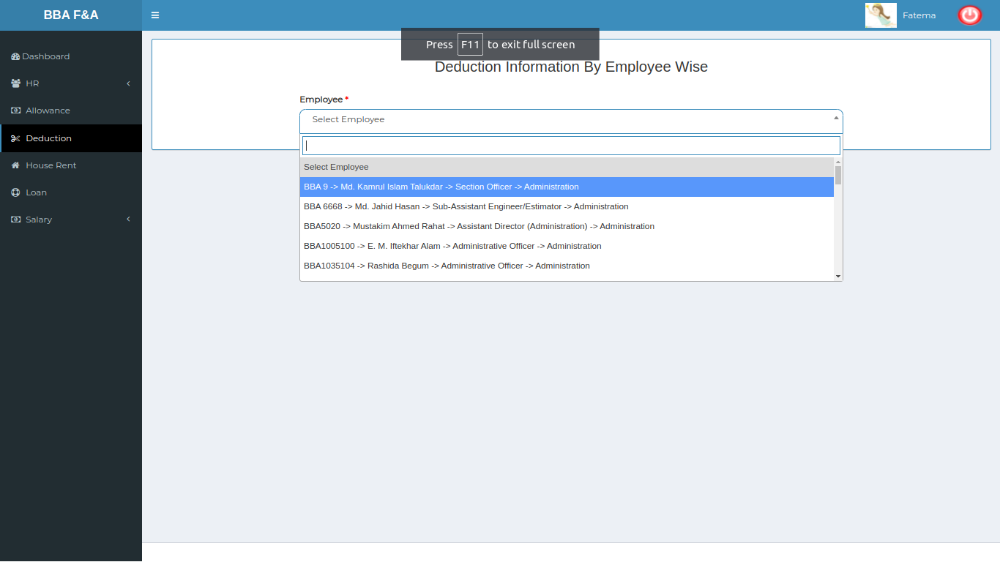 BBA F&A
Fatema
Press F11 to exit full screen
Dashboard
HR
Allowance
Deduction
House Rent
Loan
Salary
Deduction Information By Employee Wise
Employee *
Select Employee
Select Employee
BBA 9 -> Md. Kamrul Islam Talukdar -> Section Officer -> Administration
BBA 6668 -> Md. Jahid Hasan -> Sub-Assistant Engineer/Estimator -> Administration
BBA5020 -> Mustakim Ahmed Rahat -> Assistant Director (Administration) -> Administration
BBA1005100 -> E. M. Iftekhar Alam -> Administrative Officer -> Administration
BBA1035104 -> Rashida Begum -> Administrative Officer -> Administration